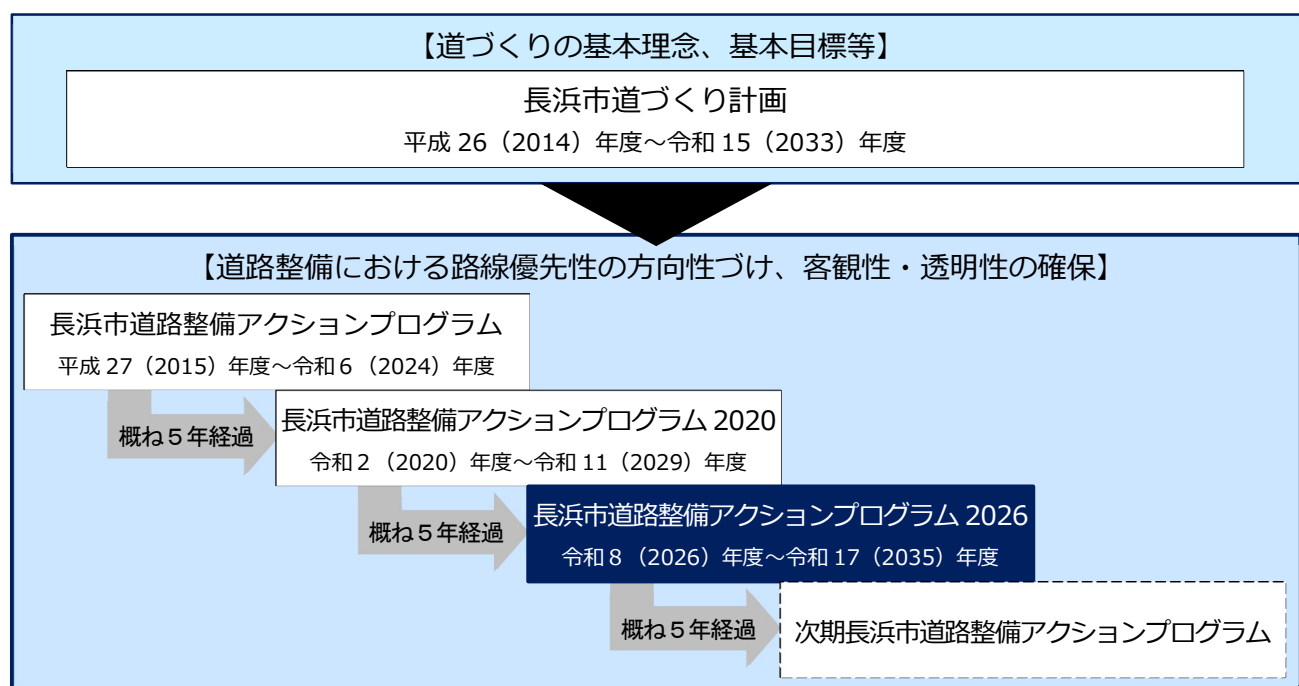 【道づくりの基本理念、基本目標等】
長浜市道づくり計画
平成 26（2014）年度～令和 15（2033）年度
【道路整備における路線優先性の方向性づけ、客観性・透明性の確保】
長浜市道路整備アクションプログラム
平成 27（2015）年度～令和６（2024）年度
概ね５年経過
長浜市道路整備アクションプログラム 2020
令和２（2020）年度～令和 11（2029）年度
概ね５年経過
長浜市道路整備アクションプログラム 2026
令和８（2026）年度～令和 17（2035）年度
概ね５年経過
次期長浜市道路整備アクションプログラム